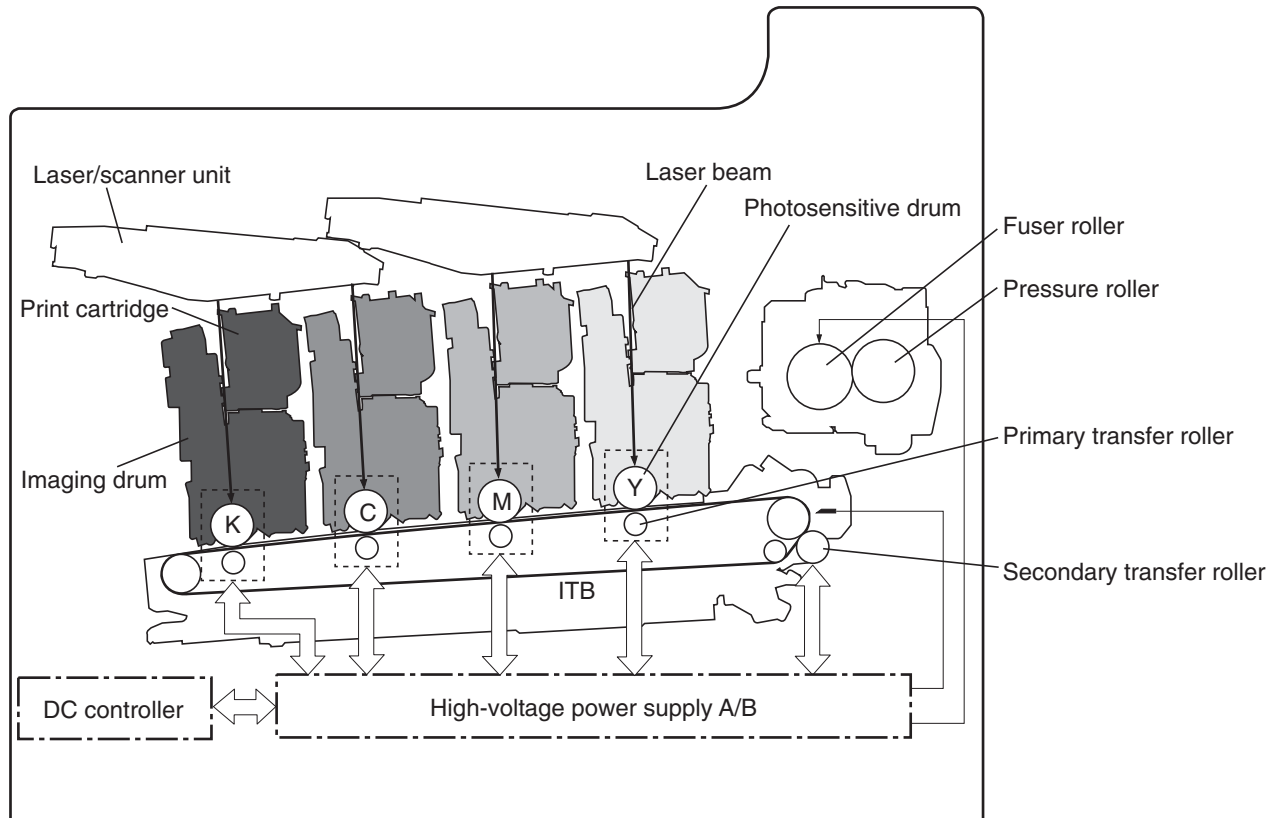 Laser/scanner unit
Laser beam
Photosensitive drum
Fuser roller
Pressure roller
Print cartridge
Primary transfer roller
Imaging drum
K
C
M
Y
Secondary transfer roller
ITB
DC controller
High-voltage power supply A/B